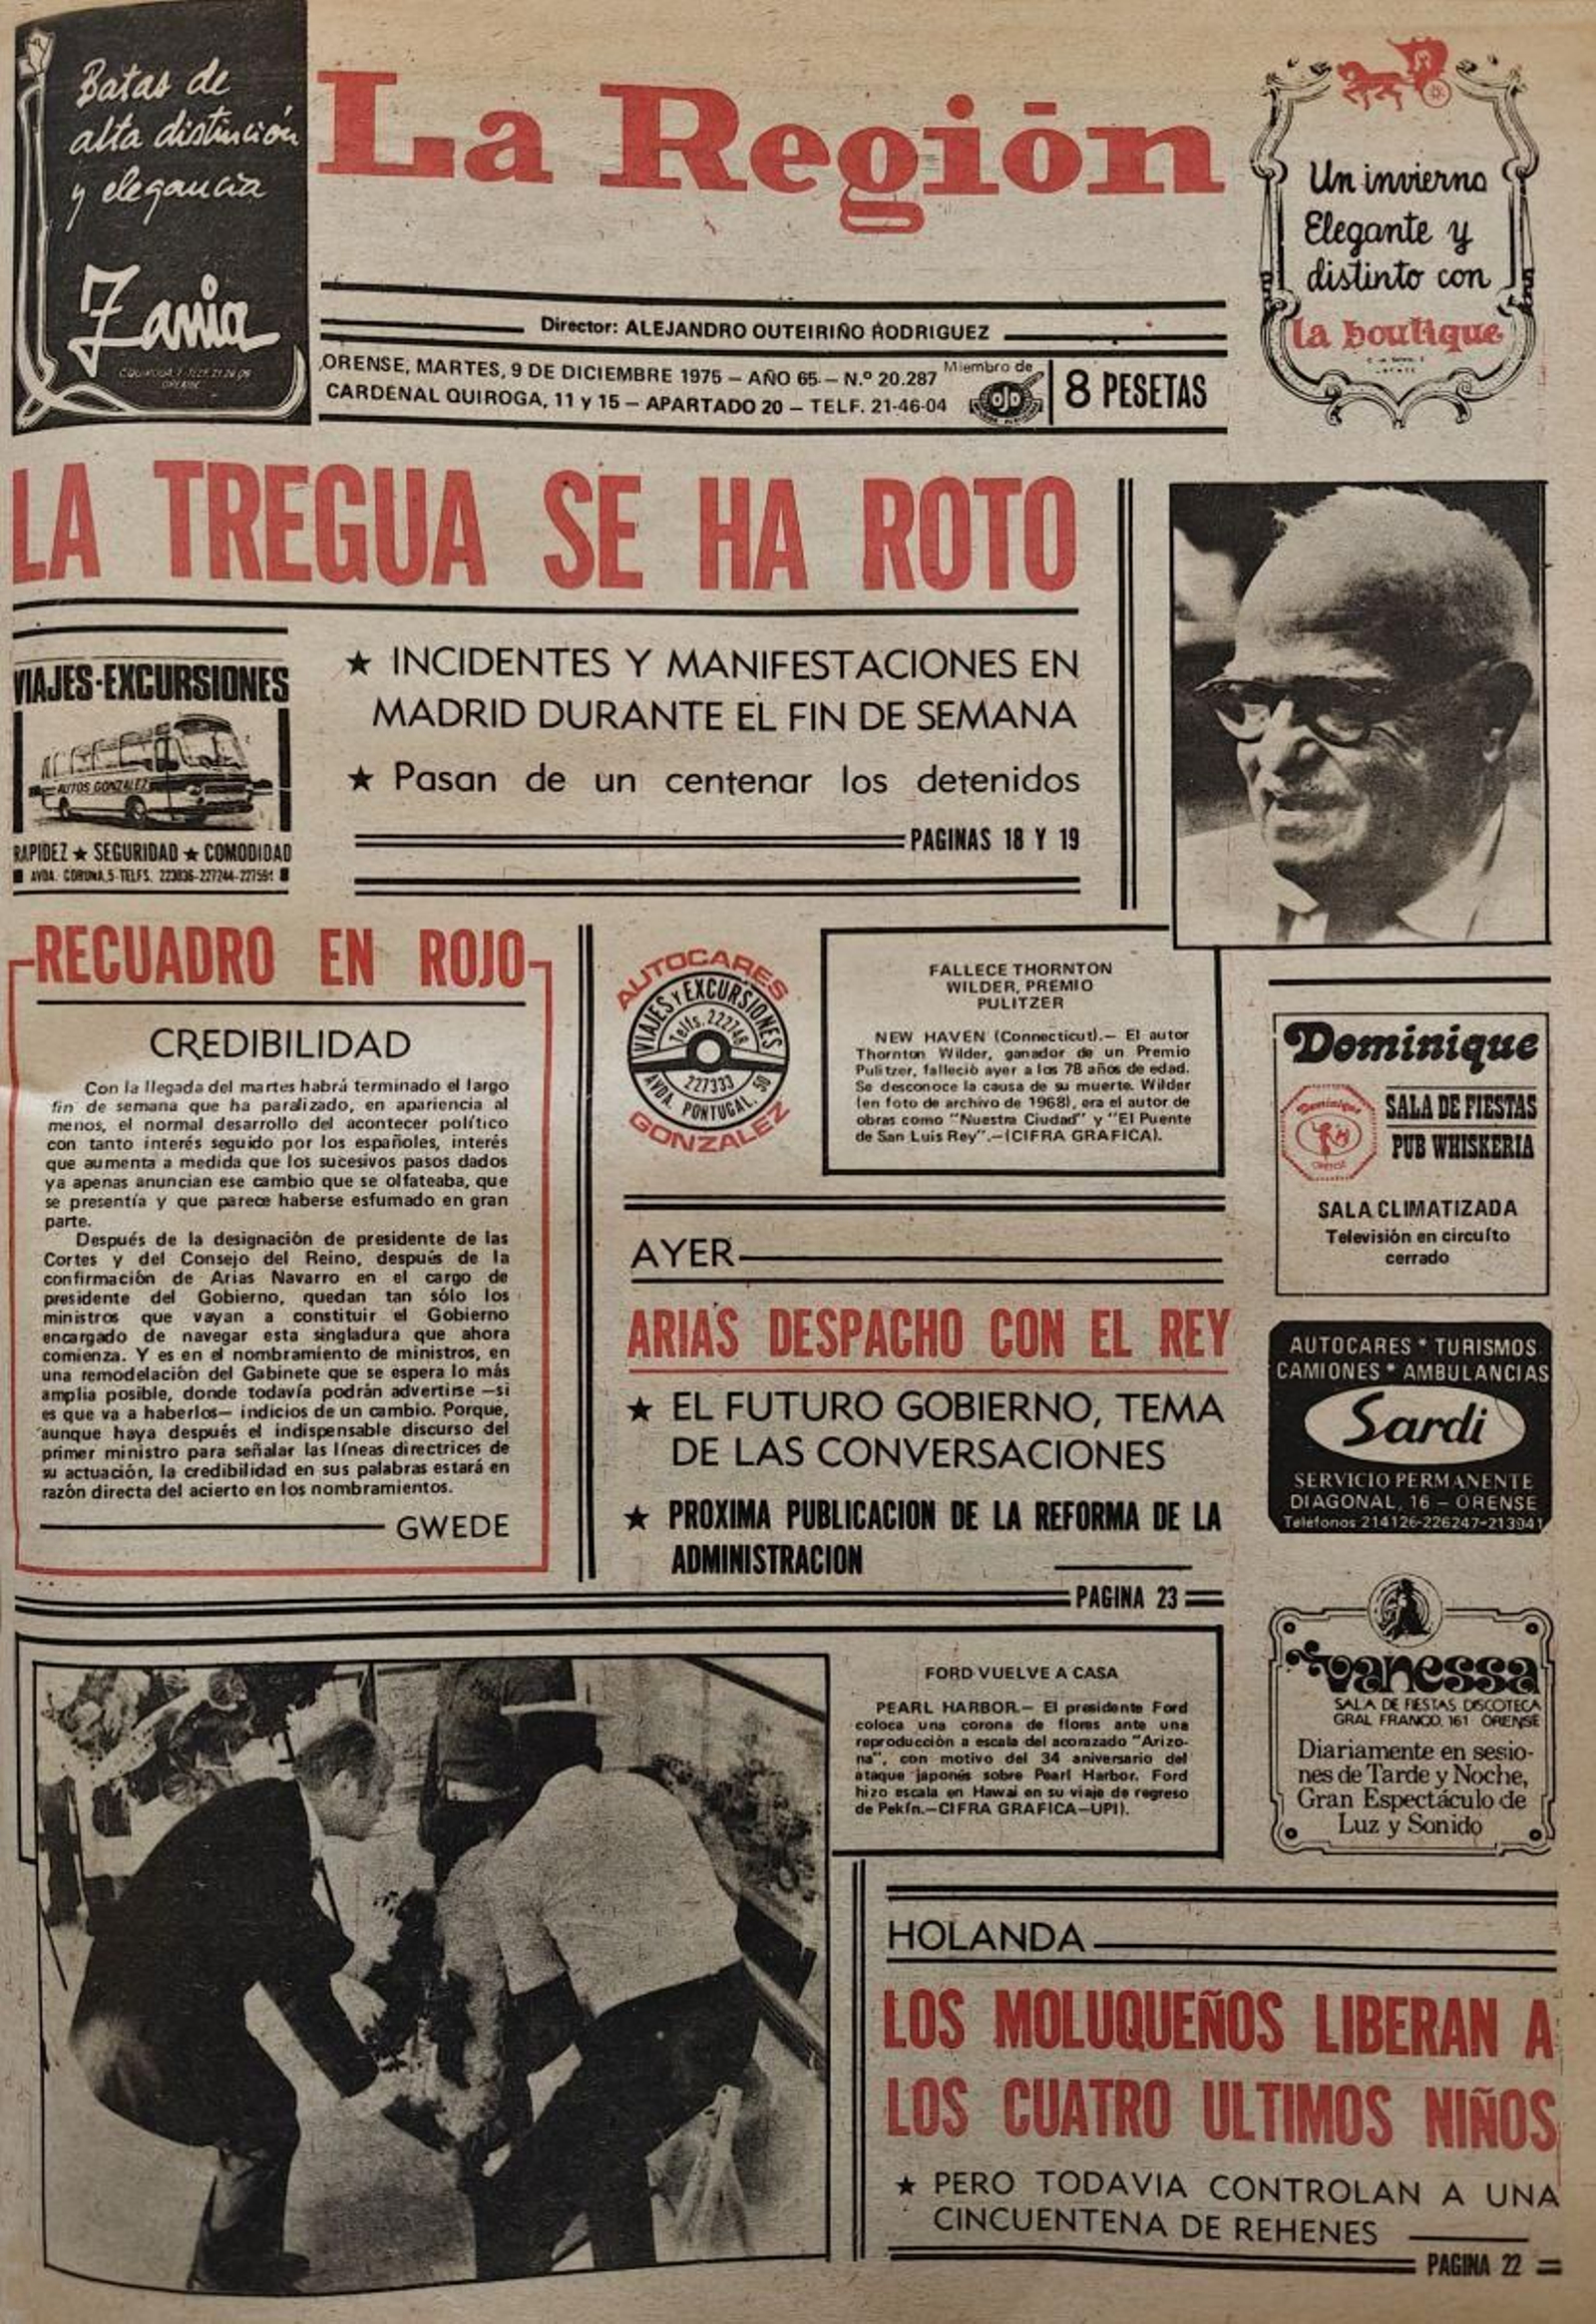 Batas de
alta distinción
y elegancia
Zania
La Región
Un invierno
Elegante y
distinto con
la boutique
Director: ALEJANDRO OUTEIRIÑO RODRIGUEZ
ORENSE, MARTES, 9 DE DICIEMBRE 1975 — AÑO 65 — N.º 20.287
CARDENAL QUIROGA, 11 y 15 — APARTADO 20 — TELF. 21-46-04
Miembro de
OJD
8 PESETAS
LA TREGUA SE HA ROTO
VIAJES-EXCURSIONES
AUTOS GONZALEZ
RAPIDEZ ★ SEGURIDAD ★ COMODIDAD
AVDA. CORUÑA, 5-TELFS. 223836-227244-227591
★ INCIDENTES Y MANIFESTACIONES EN
MADRID DURANTE EL FIN DE SEMANA
★ Pasan de un centenar los detenidos
PAGINAS 18 Y 19
RECUADRO EN ROJO
CREDIBILIDAD
Con la llegada del martes habrá terminado el largo
fin de semana que ha paralizado, en apariencia al
menos, el normal desarrollo del acontecer político
con tanto interés seguido por los españoles, interés
que aumenta a medida que los sucesivos pasos dados
ya apenas anuncian ese cambio que se olfateaba, que
se presentía y que parece haberse esfumado en gran
parte.
Después de la designación de presidente de las
Cortes y del Consejo del Reino, después de la
confirmación de Arias Navarro en el cargo de
presidente del Gobierno, quedan tan sólo los
ministros que vayan a constituir el Gobierno
encargado de navegar esta singladura que ahora
comienza. Y es en el nombramiento de ministros, en
una remodelación del Gabinete que se espera lo más
amplia posible, donde todavía podrán advertirse —si
es que va a haberlos— indicios de un cambio. Porque,
aunque haya después el indispensable discurso del
primer ministro para señalar las líneas directrices de
su actuación, la credibilidad en sus palabras estará en
razón directa del acierto en los nombramientos.
GWEDE
AUTOCARES
VIAJES Y EXCURSIONES
Telfs. 222748
227333
AVDA. PORTUGAL, 50
GONZALEZ
FALLECE THORNTON
WILDER, PREMIO
PULITZER
NEW HAVEN (Connecticut).— El autor
Thornton Wilder, ganador de un Premio
Pulitzer, falleció ayer a los 78 años de edad.
Se desconoce la causa de su muerte. Wilder
(en foto de archivo de 1968), era el autor de
obras como "Nuestra Ciudad" y "El Puente
de San Luis Rey".—(CIFRA GRAFICA).
AYER
ARIAS DESPACHO CON EL REY
★ EL FUTURO GOBIERNO, TEMA
DE LAS CONVERSACIONES
★ PROXIMA PUBLICACION DE LA REFORMA DE LA
ADMINISTRACION
PAGINA 23
Dominique
Dominique
ORENSE
SALA DE FIESTAS
PUB WHISKERIA
SALA CLIMATIZADA
Televisión en circuíto
cerrado
AUTOCARES * TURISMOS
CAMIONES * AMBULANCIAS
Sardi
SERVICIO PERMANENTE
DIAGONAL, 16 — ORENSE
Teléfonos 214126-226247-213941
FORD VUELVE A CASA
PEARL HARBOR.— El presidente Ford
coloca una corona de flores ante una
reproducción a escala del acorazado "Arizo-
na", con motivo del 34 aniversario del
ataque japonés sobre Pearl Harbor. Ford
hizo escala en Hawai en su viaje de regreso
de Pekín.—CIFRA GRAFICA—UPI).
vanessa
SALA DE FIESTAS DISCOTECA
GRAL FRANCO, 161 ORENSE
Diariamente en sesio-
nes de Tarde y Noche,
Gran Espectáculo de
Luz y Sonido
HOLANDA
LOS MOLUQUEÑOS LIBERAN A
LOS CUATRO ULTIMOS NIÑOS
★ PERO TODAVIA CONTROLAN A UNA
CINCUENTENA DE REHENES
PAGINA 22